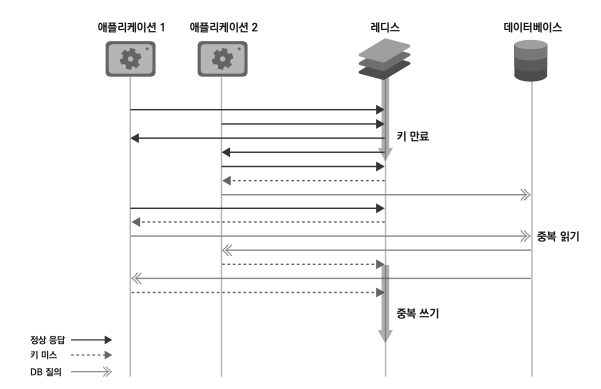 애플리케이션 1
애플리케이션 2
레디스
데이터베이스
키 만료
중복 읽기
중복 쓰기
정상 응답
키 미스
DB 질의